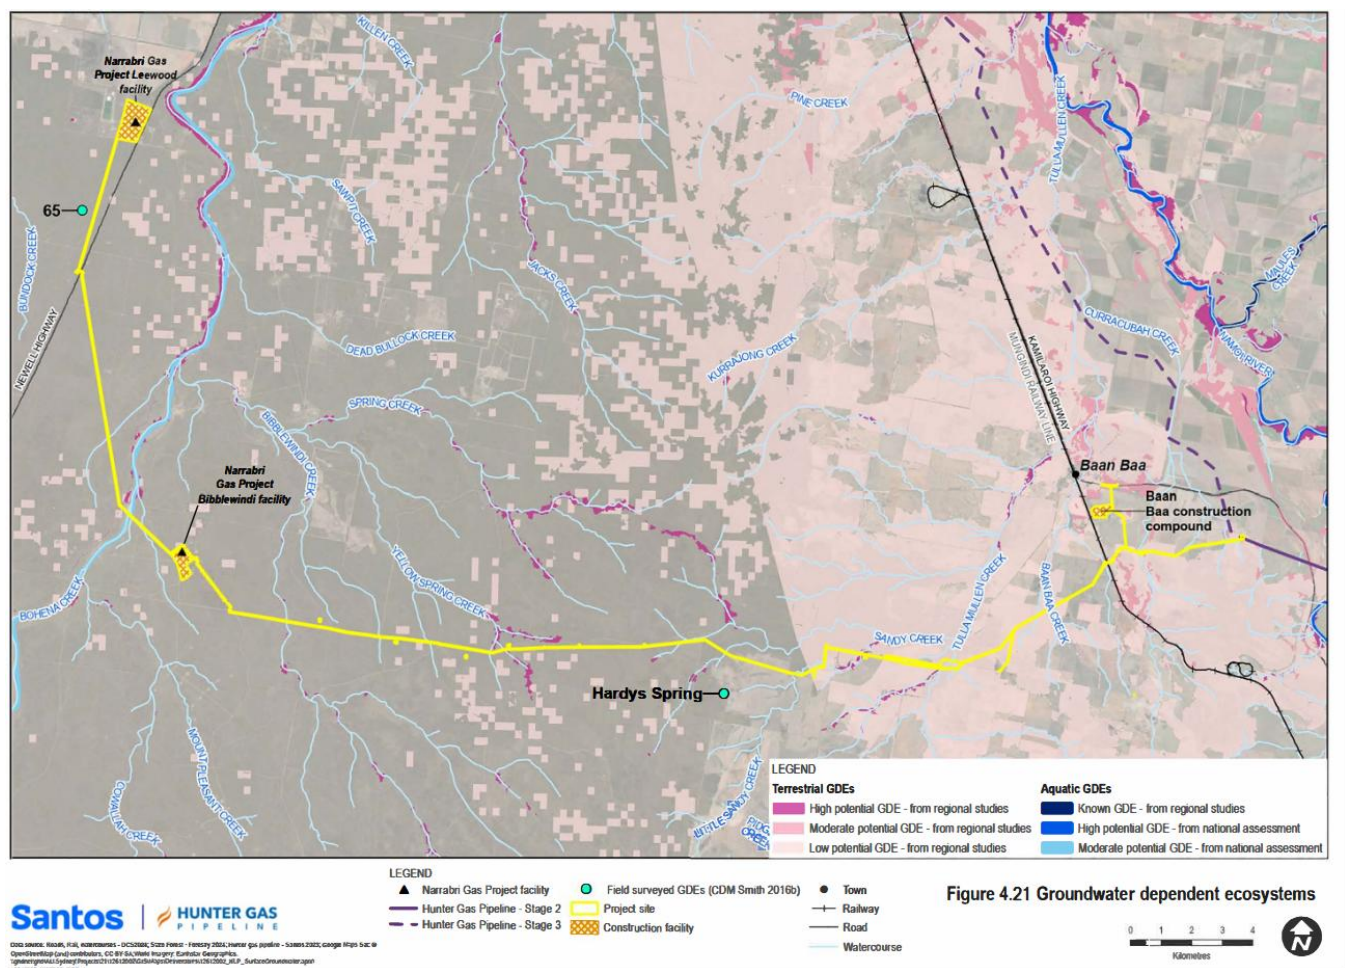 KILLEN CREEK
Narrabri Gas
Project Leewood
facility
PINE CREEK
TULLA MULLEN CREEK
65
SAWPIT CREEK
BUNDOCK CREEK
JACKS CREEK
MAULES
CREEK
NEWELL HIGHWAY
DEAD BULLOCK CREEK
KURRAJONG CREEK
CURRACUBAH CREEK
NAMOI RIVER
KAMILAROI HIGHWAY
MUNGINDI RAILWAY LINE
SPRING CREEK
BIBBLEWINDI CREEK
Narrabri
Gas Project
Bibblewindi facility
Baan Baa
Baan
Baa construction
compound
YELLOW SPRING CREEK
BOHENA CREEK
TULLA MULLEN CREEK
BAAN BAA CREEK
SANDY CREEK
Hardys Spring
MOUNT PLEASANT CREEK
COWALLAH CREEK
LITTLE SANDY CREEK
CREEK
LEGEND
Terrestrial GDEs
High potential GDE - from regional studies
Moderate potential GDE - from regional studies
Low potential GDE - from regional studies
Aquatic GDEs
Known GDE - from regional studies
High potential GDE - from national assessment
Moderate potential GDE - from national assessment
LEGEND
Narrabri Gas Project facility
Hunter Gas Pipeline - Stage 2
Hunter Gas Pipeline - Stage 3
Field surveyed GDEs (CDM Smith 2016b)
Project site
Construction facility
Town
Railway
Road
Watercourse
Figure 4.21 Groundwater dependent ecosystems
Santos
HUNTER GAS
PIPELINE
0 1 2 3 4
Kilometres
N